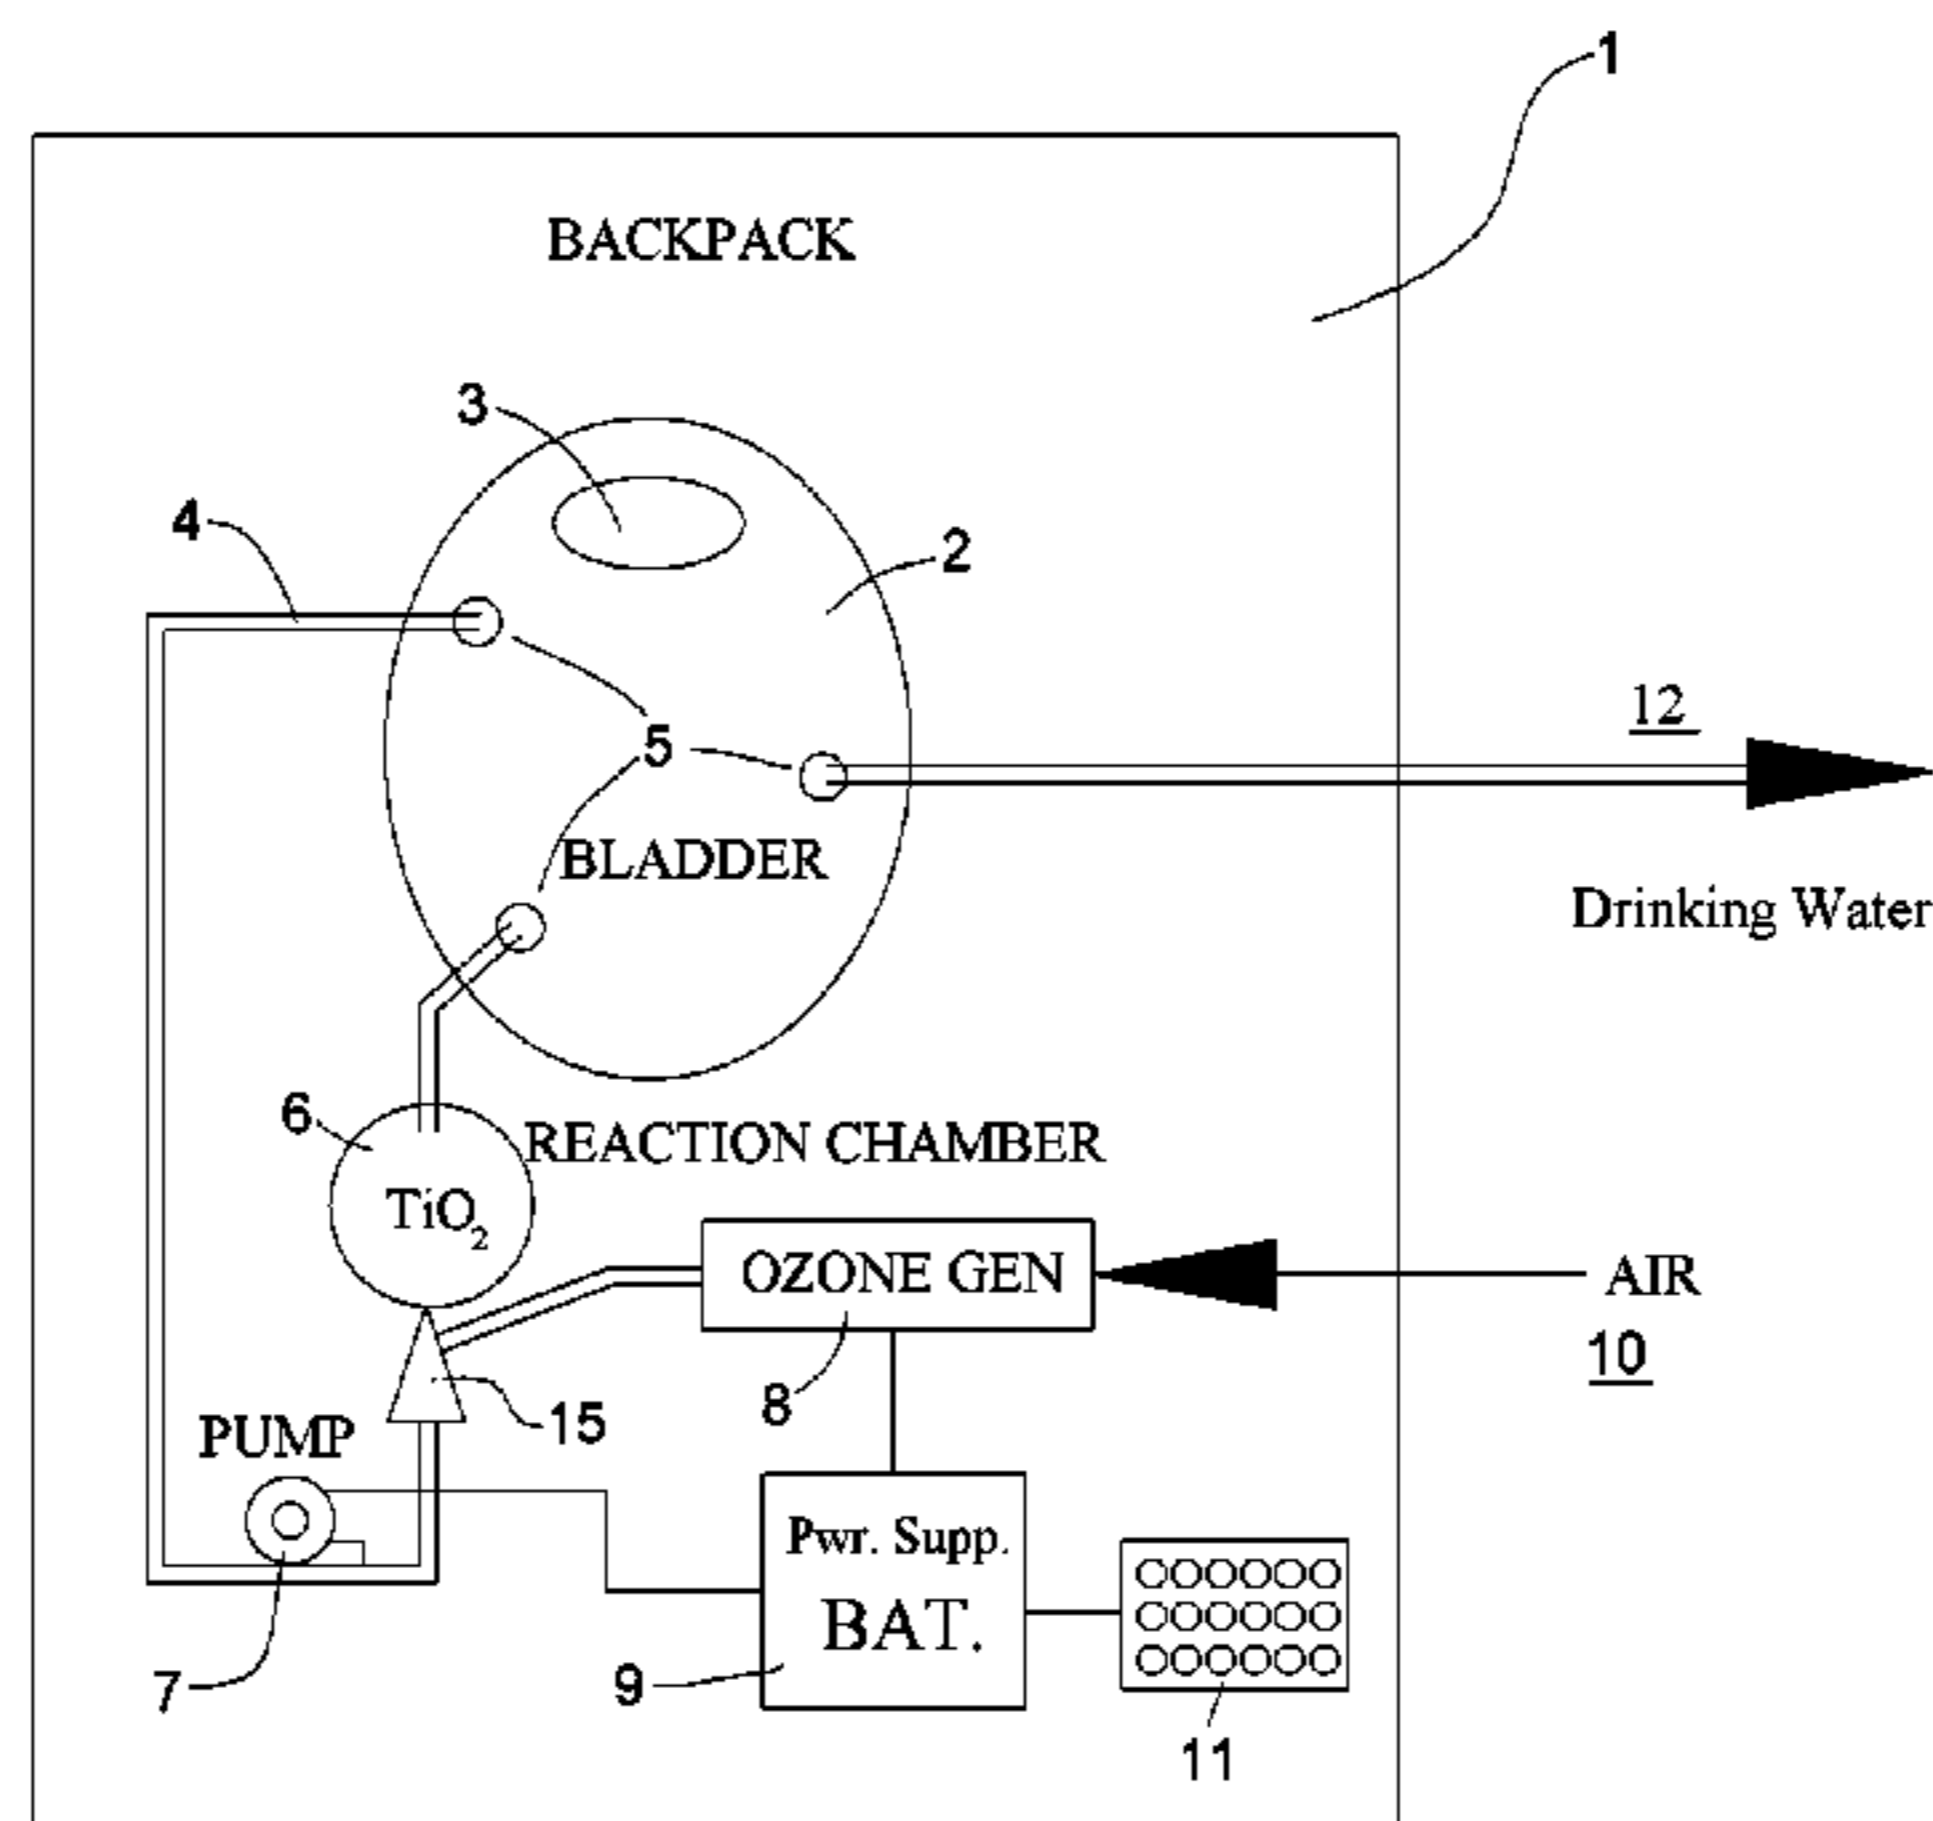 1
BACKPACK
3
4
2
5
12
BLADDER
Drinking Water
6
REACTION CHAMBER
TiO₂
OZONE GEN
AIR
10
8
15
PUMP
Pwr. Supp.
BAT.
7
9
11